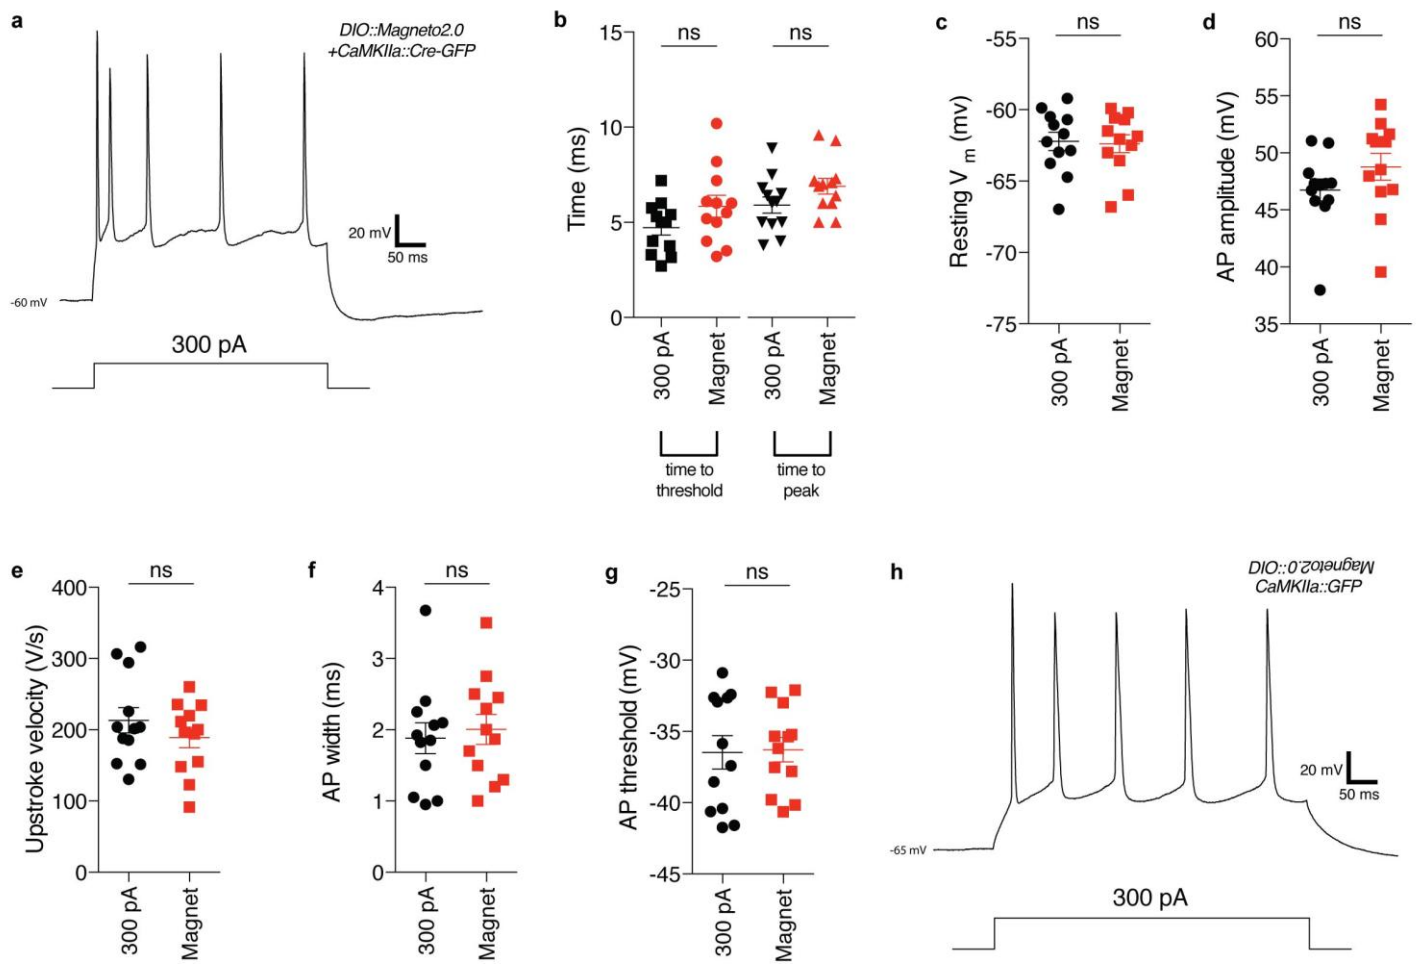 a
DIO::Magneto2.0
+CaMKIIa::Cre-GFP
20 mV
50 ms
-60 mV
300 pA
b
ns
ns
15
10
5
0
Time (ms)
300 pA
Magnet
300 pA
Magnet
time to
threshold
time to
peak
c
ns
-55
-60
-65
-70
-75
Resting V m (mv)
300 pA
Magnet
d
ns
60
55
50
45
40
35
AP amplitude (mV)
300 pA
Magnet
e
ns
400
300
200
100
0
Upstroke velocity (V/s)
300 pA
Magnet
f
ns
4
3
2
1
0
AP width (ms)
300 pA
Magnet
g
ns
-25
-30
-35
-40
-45
AP threshold (mV)
300 pA
Magnet
h
DIO::Magneto2.0
CaMKIIa::GFP
20 mV
50 ms
-65 mV
300 pA